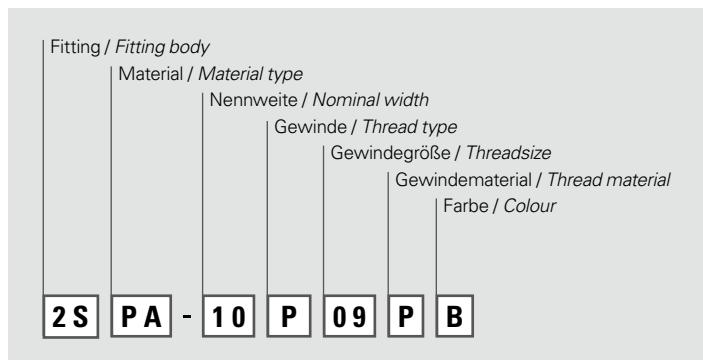 Fitting / Fitting body
Material / Material type
Nennweite / Nominal width
Gewinde / Thread type
Gewindegröße / Threadsize
Gewindematerial / Thread material
Farbe / Colour
2S PA - 10 P 09 P B